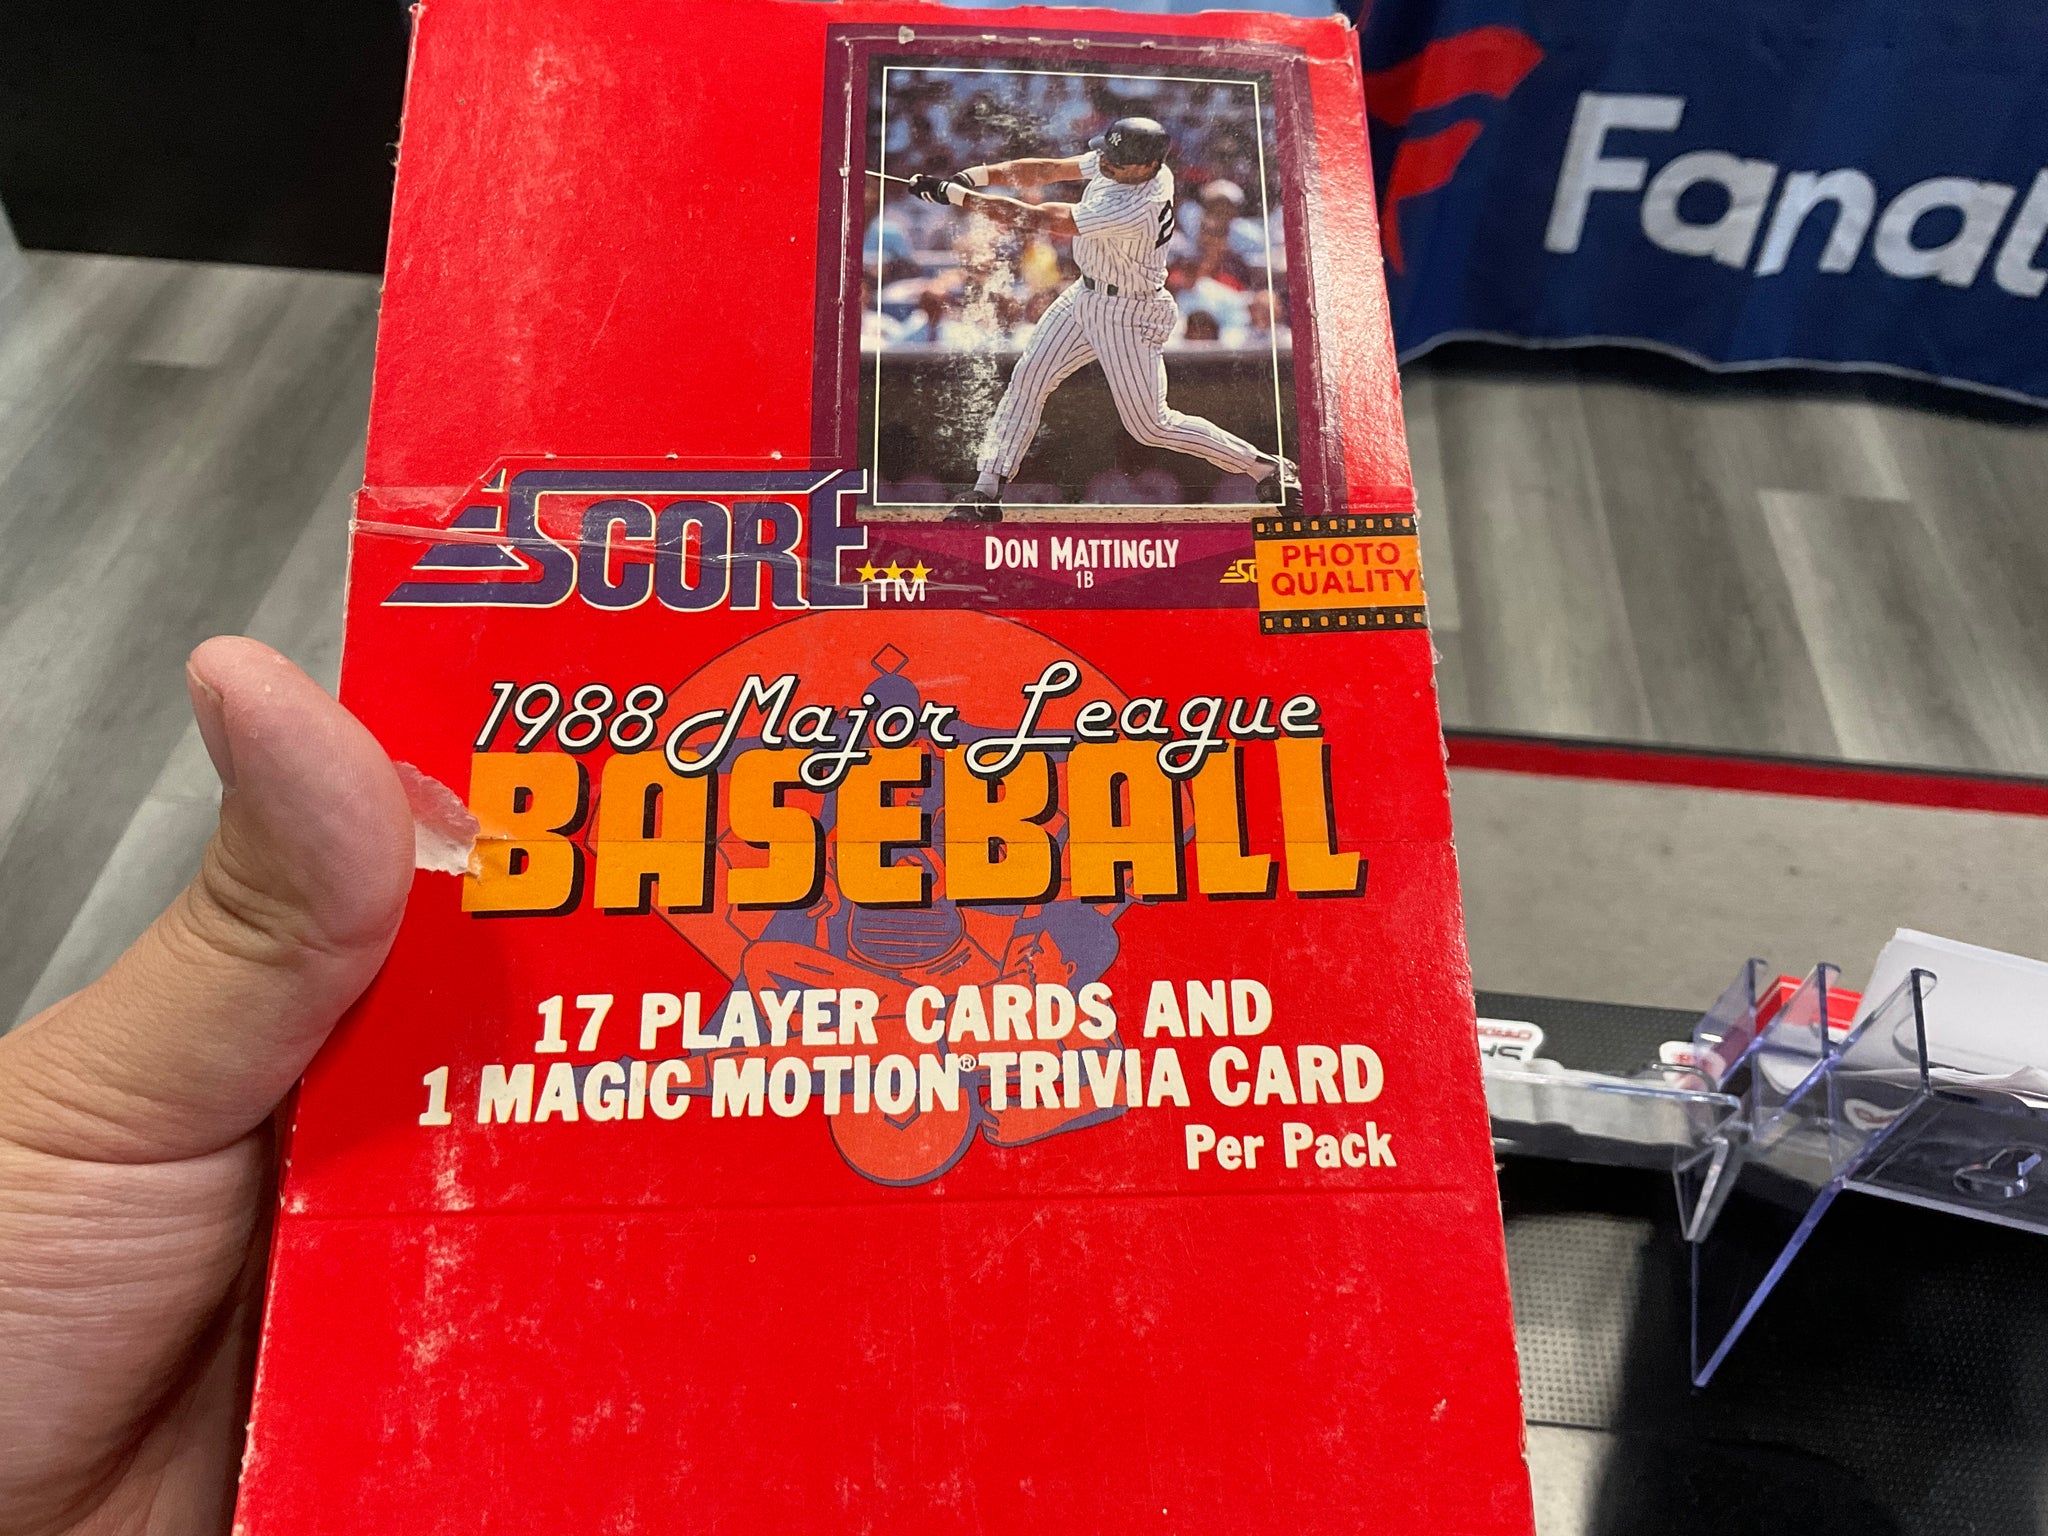 Fanat
SCORE
TM
DON MATTINGLY
1B
PHOTO
QUALITY
1988 Major League
BASEBALL
17 PLAYER CARDS AND
1 MAGIC MOTION® TRIVIA CARD
Per Pack